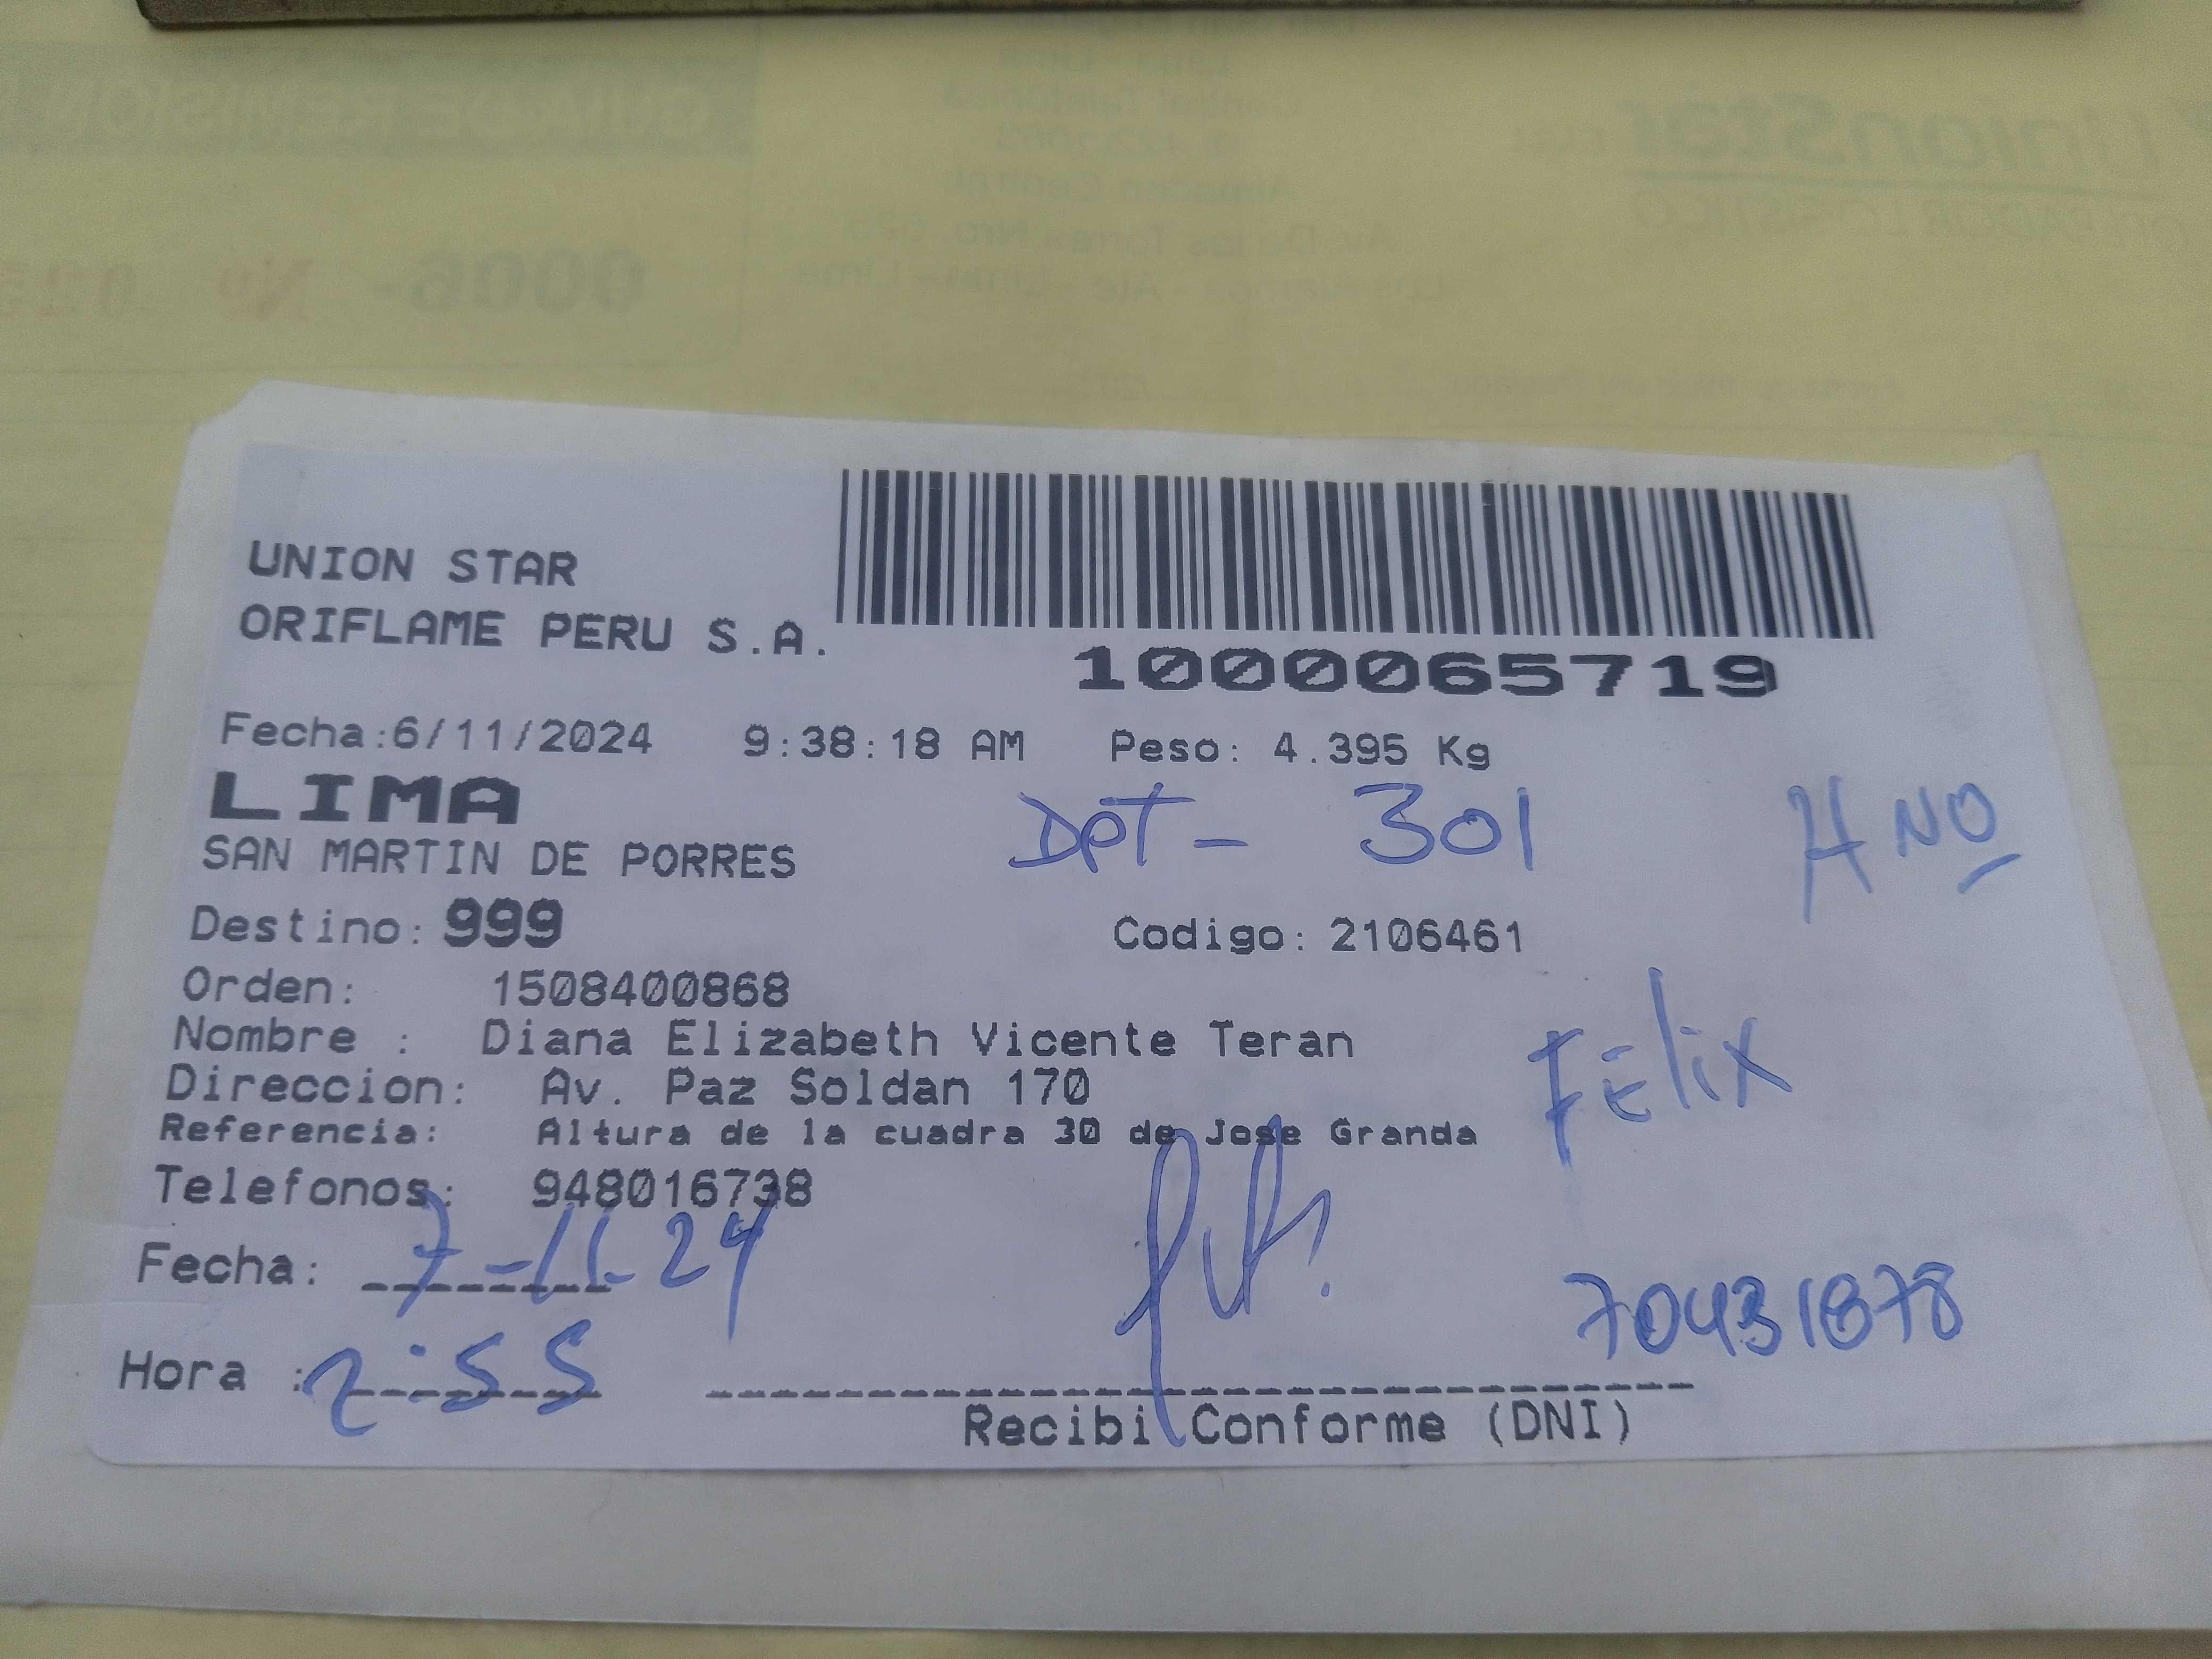 UNION STAR
ORIFLAME PERU S.A.
1000065719
Fecha:6/11/2024 9:38:18 AM Peso: 4.395 Kg
LIMA
SAN MARTIN DE PORRES
DPT - 301
HNO
Destino: 999 Codigo: 2106461
Orden: 1508400868
Nombre : Diana Elizabeth Vicente Teran
Felix
Direccion: Av. Paz Soldan 170
Referencia: Altura de la cuadra 30 de Jose Granda
Telefonos: 948016738
Fecha: 7-11-24
70431878
Hora : 2:55
Recibi Conforme (DNI)